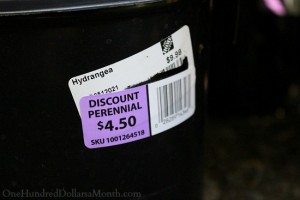 Hydrangea
$9.98
DISCOUNT
PERENNIAL
$4.50
SKU 1001264518
OneHundredDollarsaMonth.com